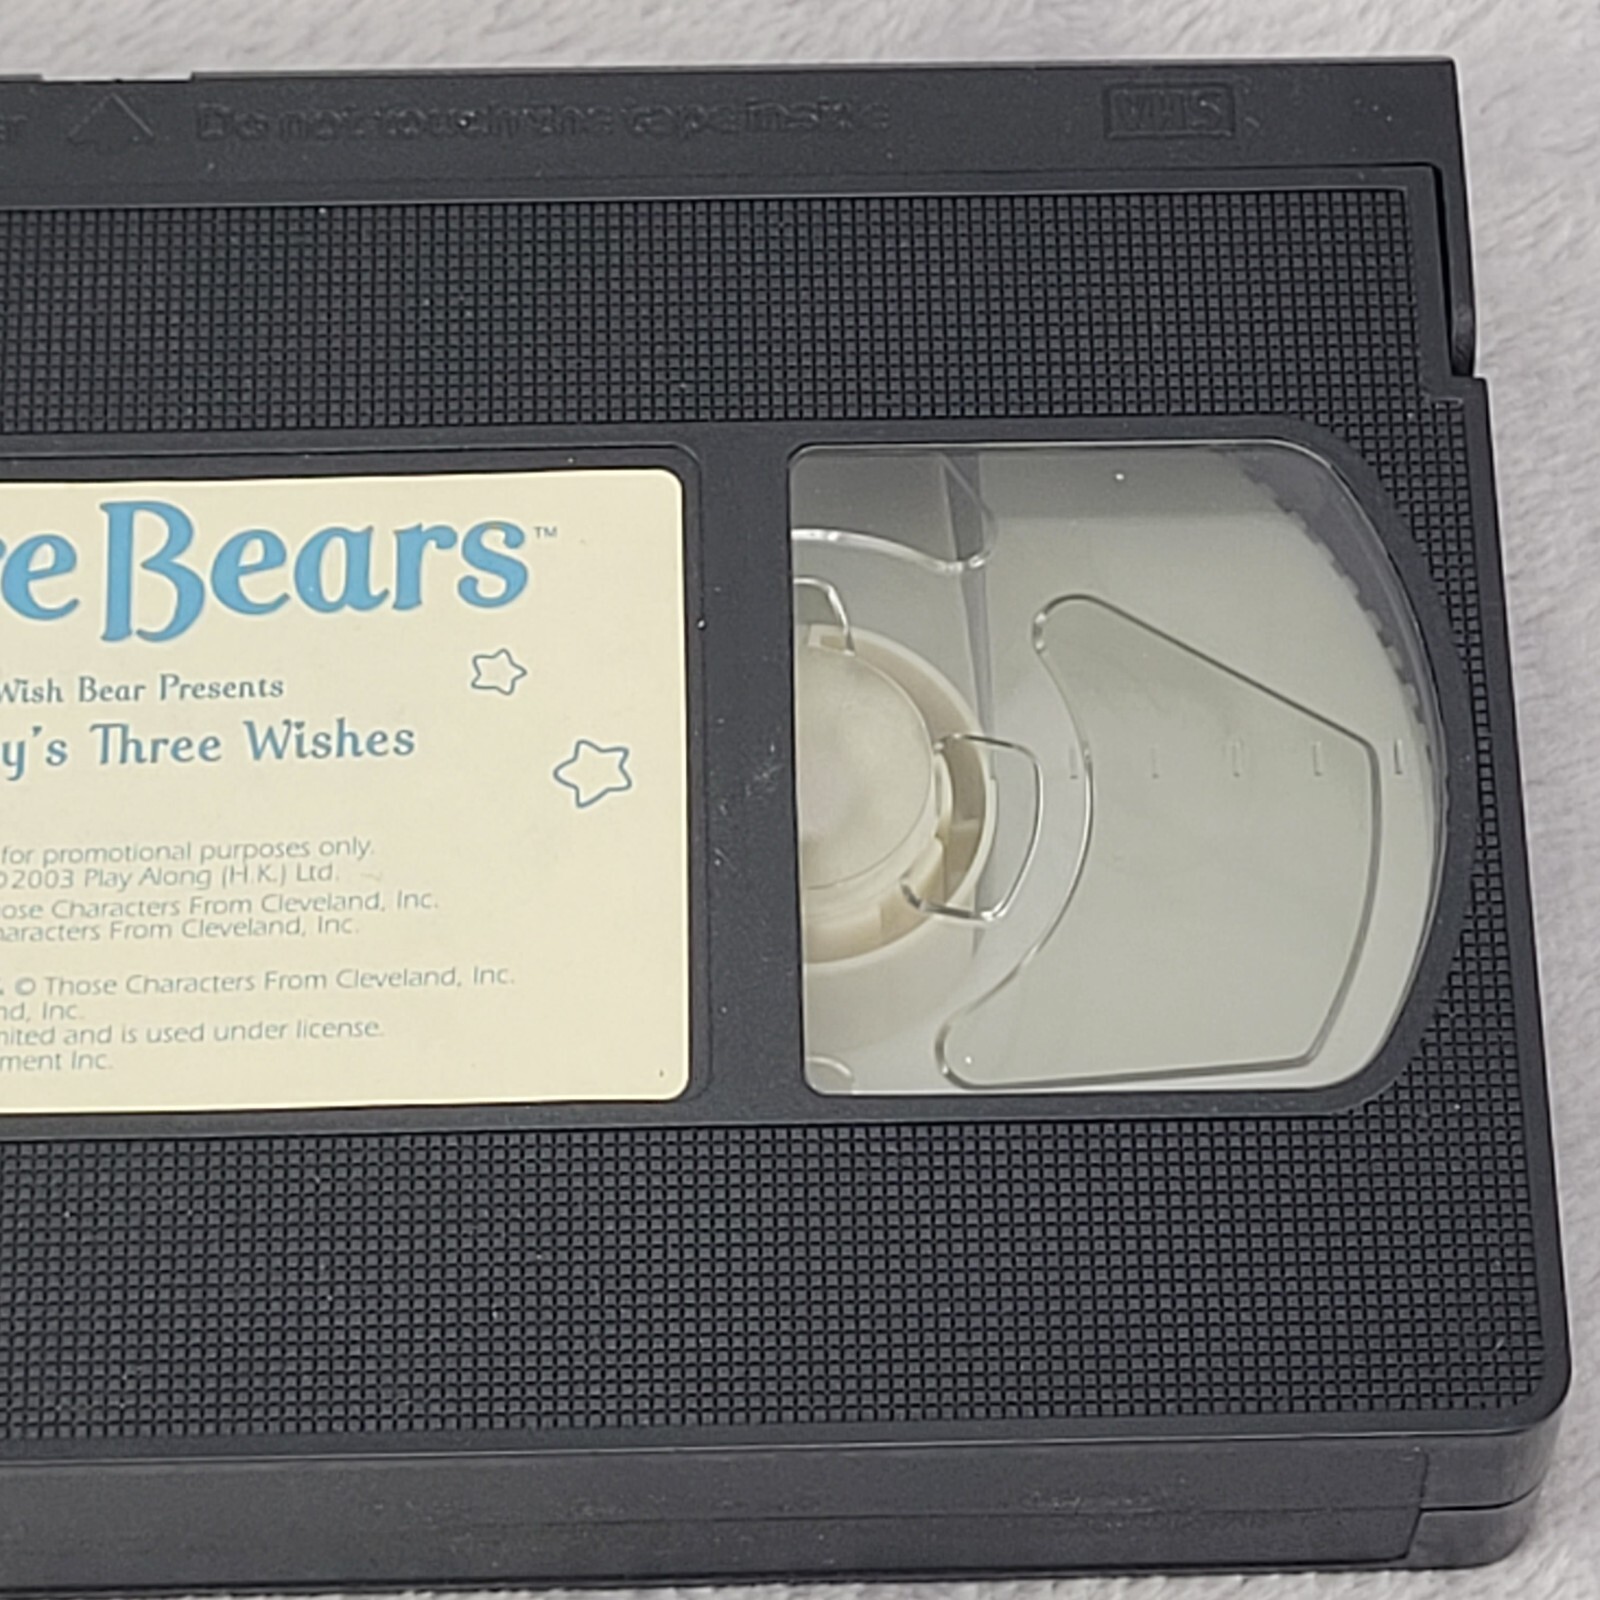 Do not touch the tape inside
VHS
re Bears™
Wish Bear Presents
y's Three Wishes
for promotional purposes only.
©2003 Play Along (H.K.) Ltd.
ose Characters From Cleveland, Inc.
haracters From Cleveland, Inc.
& © Those Characters From Cleveland, Inc.
nd, Inc.
mited and is used under license.
ment Inc.